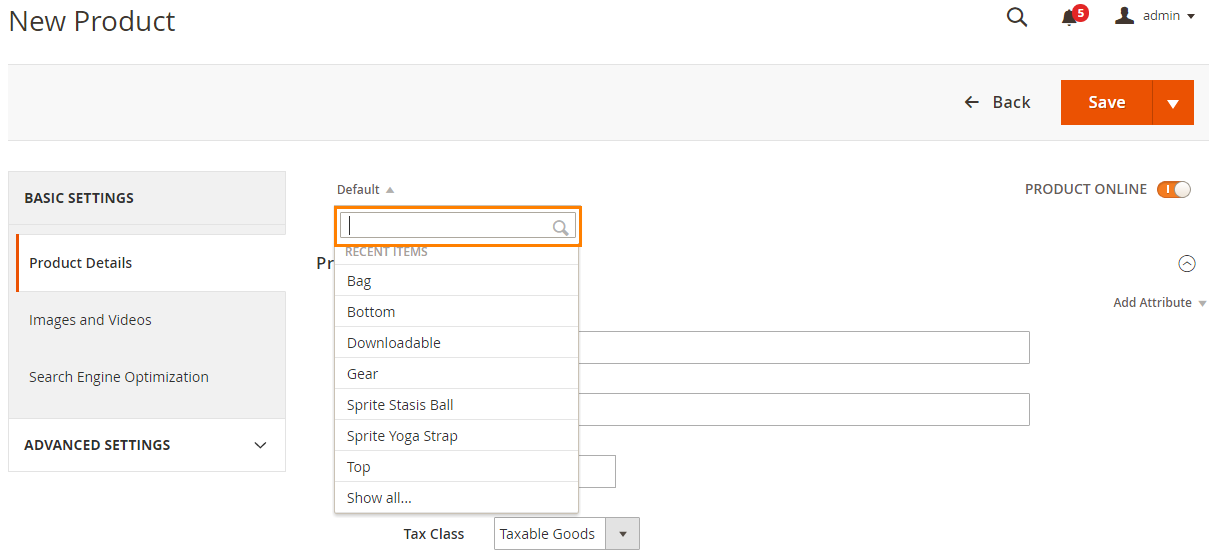 New Product
5
admin
Back
Save
BASIC SETTINGS
Default
PRODUCT ONLINE
RECENT ITEMS
Product Details
Pr
Add Attribute
Bag
Images and Videos
Bottom
Downloadable
Search Engine Optimization
Gear
Sprite Stasis Ball
ADVANCED SETTINGS
Sprite Yoga Strap
Top
Show all...
Tax Class
Taxable Goods